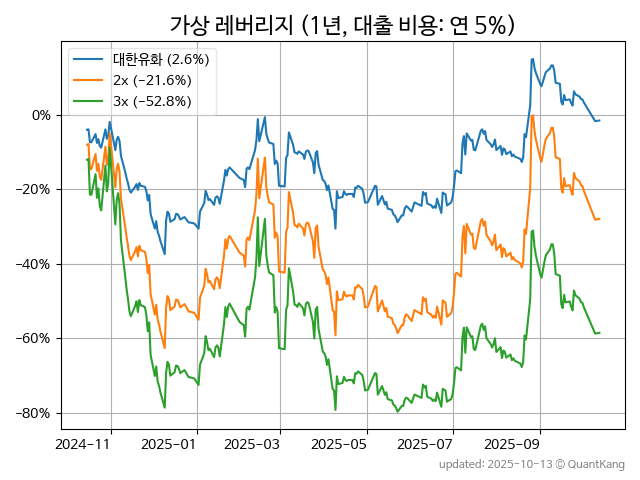 가상 레버리지 (1년, 대출 비용: 연 5%)
대한유화 (2.6%)
2x (−21.6%)
3x (−52.8%)
0%
−20%
−40%
−60%
−80%
2024-11 2025-01 2025-03 2025-05 2025-07 2025-09
updated: 2025-10-13 ⓒ QuantKang